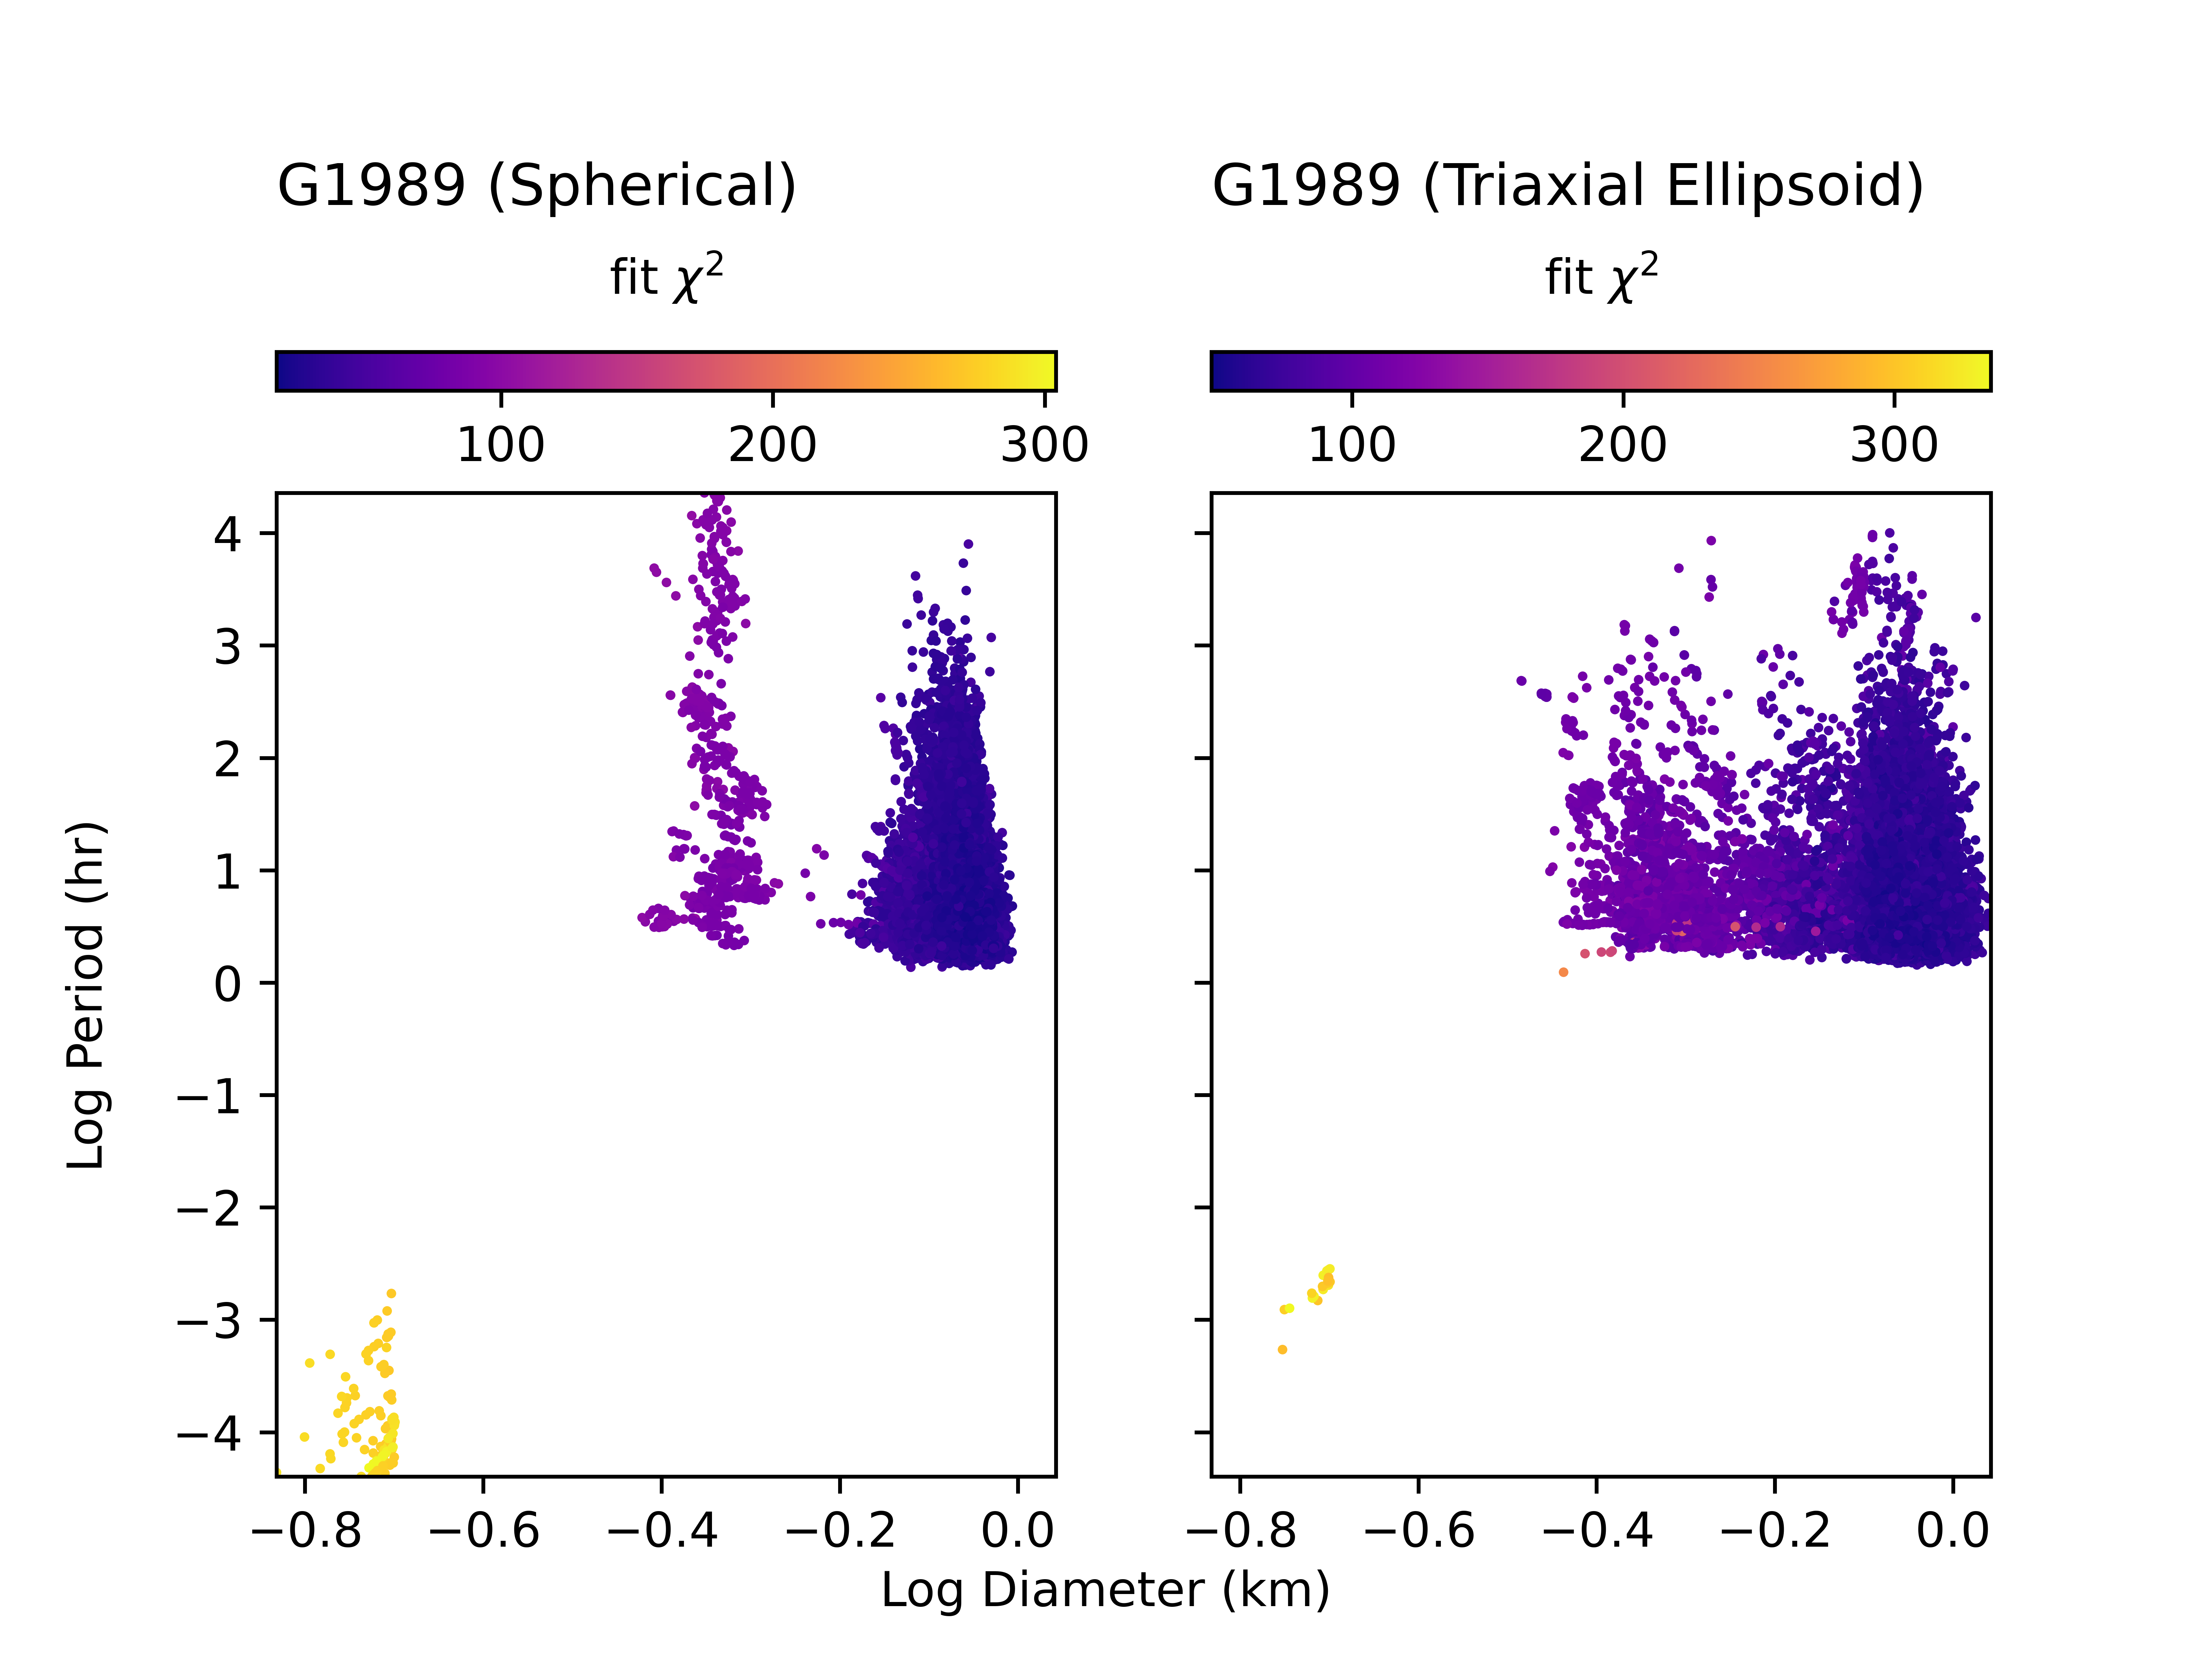 G1989 (Spherical)
G1989 (Triaxial Ellipsoid)
fit χ²
fit χ²
100 200 300
100 200 300
4
3
2
1
0
−1
−2
−3
−4
Log Period (hr)
−0.8 −0.6 −0.4 −0.2 0.0
−0.8 −0.6 −0.4 −0.2 0.0
Log Diameter (km)